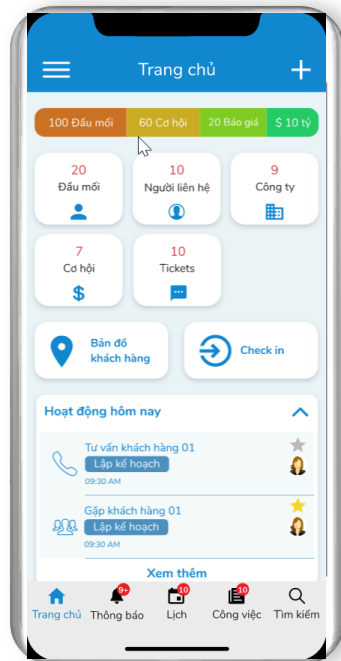 Trang chủ
100 Đầu mối 60 Cơ hội 20 Báo giá $ 10 tỷ
20 10 9
Đầu mối Người liên hệ Công ty
7 10
Cơ hội Tickets
$
Bản đồ
khách hàng
Check in
Hoạt động hôm nay
Tư vấn khách hàng 01
Lập kế hoạch
09:30 AM
Gặp khách hàng 01
Lập kế hoạch
09:30 AM
Xem thêm
9+ 10 10
Trang chủ Thông báo Lịch Công việc Tìm kiếm